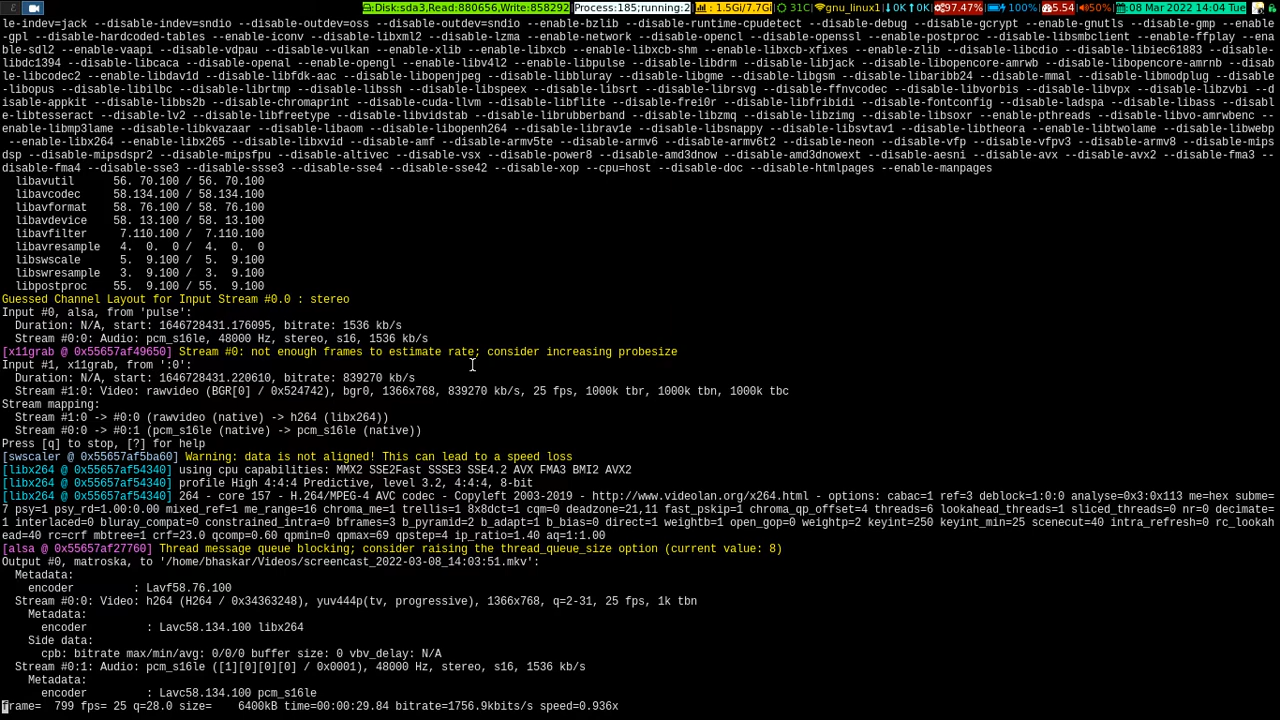 Disk:sda3,Read:880656,Write:858292 Process:185;running:2 : 1.5Gi/7.7Gi 31C gnu_linux1 0K 0K 97.47% 100% 5.54 50% 08 Mar 2022 14:04 Tue
le-indev=jack --disable-indev=sndio --disable-outdev=oss --disable-outdev=sndio --enable-bzlib --disable-runtime-cpudetect --disable-debug --disable-gcrypt --enable-gnutls --disable-gmp --enable
-gpl --disable-hardcoded-tables --enable-iconv --disable-libxml2 --disable-lzma --enable-network --disable-opencl --disable-openssl --enable-postproc --disable-libsmbclient --enable-ffplay --ena
ble-sdl2 --enable-vaapi --disable-vdpau --disable-vulkan --enable-xlib --enable-libxcb --enable-libxcb-shm --enable-libxcb-xfixes --enable-zlib --disable-libcdio --disable-libiec61883 --disable-
libdc1394 --disable-libcaca --disable-openal --enable-opengl --enable-libv4l2 --enable-libpulse --disable-libdrm --disable-libjack --disable-libopencore-amrwb --disable-libopencore-amrnb --disab
le-libcodec2 --enable-libdav1d --disable-libfdk-aac --disable-libopenjpeg --disable-libbluray --disable-libgme --disable-libgsm --disable-libaribb24 --disable-mmal --disable-libmodplug --disable
-libopus --disable-libilbc --disable-librtmp --disable-libssh --disable-libspeex --disable-libsrt --disable-librsvg --disable-ffnvcodec --disable-libvorbis --disable-libvpx --disable-libzvbi --d
isable-appkit --disable-libbs2b --disable-chromaprint --disable-cuda-llvm --disable-libflite --disable-frei0r --disable-libfribidi --disable-fontconfig --disable-ladspa --disable-libass --disabl
e-libtesseract --disable-lv2 --disable-libfreetype --disable-libvidstab --disable-librubberband --disable-libzmq --disable-libzimg --disable-libsoxr --enable-pthreads --disable-libvo-amrwbenc --
enable-libmp3lame --disable-libkvazaar --disable-libaom --disable-libopenh264 --disable-librav1e --disable-libsnappy --disable-libsvtav1 --disable-libtheora --enable-libtwolame --disable-libwebp
--enable-libx264 --enable-libx265 --disable-libxvid --disable-amf --disable-armv5te --disable-armv6 --disable-armv6t2 --disable-neon --disable-vfp --disable-vfpv3 --disable-armv8 --disable-mips
dsp --disable-mipsdspr2 --disable-mipsfpu --disable-altivec --disable-vsx --disable-power8 --disable-amd3dnow --disable-amd3dnowext --disable-aesni --disable-avx --disable-avx2 --disable-fma3 --
disable-fma4 --disable-sse3 --disable-ssse3 --disable-sse4 --disable-sse42 --disable-xop --cpu=host --disable-doc --disable-htmlpages --enable-manpages
libavutil 56. 70.100 / 56. 70.100
libavcodec 58.134.100 / 58.134.100
libavformat 58. 76.100 / 58. 76.100
libavdevice 58. 13.100 / 58. 13.100
libavfilter 7.110.100 / 7.110.100
libavresample 4. 0. 0 / 4. 0. 0
libswscale 5. 9.100 / 5. 9.100
libswresample 3. 9.100 / 3. 9.100
libpostproc 55. 9.100 / 55. 9.100
Guessed Channel Layout for Input Stream #0.0 : stereo
Input #0, alsa, from 'pulse':
Duration: N/A, start: 1646728431.176095, bitrate: 1536 kb/s
Stream #0:0: Audio: pcm_s16le, 48000 Hz, stereo, s16, 1536 kb/s
[x11grab @ 0x55657af49650] Stream #0: not enough frames to estimate rate; consider increasing probesize
Input #1, x11grab, from ':0':
Duration: N/A, start: 1646728431.220610, bitrate: 839270 kb/s
Stream #1:0: Video: rawvideo (BGR[0] / 0x524742), bgr0, 1366x768, 839270 kb/s, 25 fps, 1000k tbr, 1000k tbn, 1000k tbc
Stream mapping:
Stream #1:0 -> #0:0 (rawvideo (native) -> h264 (libx264))
Stream #0:0 -> #0:1 (pcm_s16le (native) -> pcm_s16le (native))
Press [q] to stop, [?] for help
[swscaler @ 0x55657af5ba60] Warning: data is not aligned! This can lead to a speed loss
[libx264 @ 0x55657af54340] using cpu capabilities: MMX2 SSE2Fast SSSE3 SSE4.2 AVX FMA3 BMI2 AVX2
[libx264 @ 0x55657af54340] profile High 4:4:4 Predictive, level 3.2, 4:4:4, 8-bit
[libx264 @ 0x55657af54340] 264 - core 157 - H.264/MPEG-4 AVC codec - Copyleft 2003-2019 - http://www.videolan.org/x264.html - options: cabac=1 ref=3 deblock=1:0:0 analyse=0x3:0x113 me=hex subme=
7 psy=1 psy_rd=1.00:0.00 mixed_ref=1 me_range=16 chroma_me=1 trellis=1 8x8dct=1 cqm=0 deadzone=21,11 fast_pskip=1 chroma_qp_offset=4 threads=6 lookahead_threads=1 sliced_threads=0 nr=0 decimate=
1 interlaced=0 bluray_compat=0 constrained_intra=0 bframes=3 b_pyramid=2 b_adapt=1 b_bias=0 direct=1 weightb=1 open_gop=0 weightp=2 keyint=250 keyint_min=25 scenecut=40 intra_refresh=0 rc_lookah
ead=40 rc=crf mbtree=1 crf=23.0 qcomp=0.60 qpmin=0 qpmax=69 qpstep=4 ip_ratio=1.40 aq=1:1.00
[alsa @ 0x55657af27760] Thread message queue blocking; consider raising the thread_queue_size option (current value: 8)
Output #0, matroska, to '/home/bhaskar/Videos/screencast_2022-03-08_14:03:51.mkv':
Metadata:
encoder : Lavf58.76.100
Stream #0:0: Video: h264 (H264 / 0x34363248), yuv444p(tv, progressive), 1366x768, q=2-31, 25 fps, 1k tbn
Metadata:
encoder : Lavc58.134.100 libx264
Side data:
cpb: bitrate max/min/avg: 0/0/0 buffer size: 0 vbv_delay: N/A
Stream #0:1: Audio: pcm_s16le ([1][0][0][0] / 0x0001), 48000 Hz, stereo, s16, 1536 kb/s
Metadata:
encoder : Lavc58.134.100 pcm_s16le
frame= 799 fps= 25 q=28.0 size= 6400kB time=00:00:29.84 bitrate=1756.9kbits/s speed=0.936x